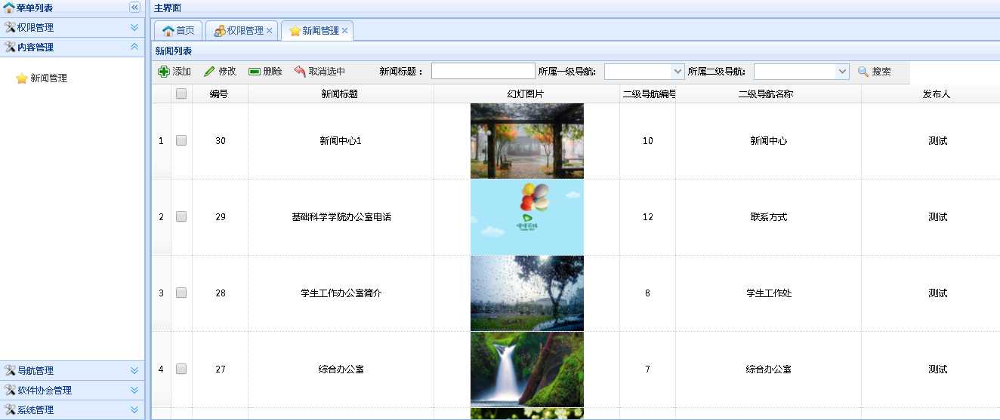 菜单列表
权限管理
内容管理
新闻管理
导航管理
软件协会管理
系统管理
主界面
首页 权限管理 新闻管理
新闻列表
添加 修改 删除 取消选中 新闻标题： 所属一级导航: 所属二级导航: 搜索
编号 新闻标题 幻灯图片 二级导航编号 二级导航名称 发布人
1 30 新闻中心1 10 新闻中心 测试
2 29 基础科学学院办公室电话 12 联系方式 测试
3 28 学生工作办公室简介 8 学生工作处 测试
4 27 综合办公室 7 综合办公室 测试